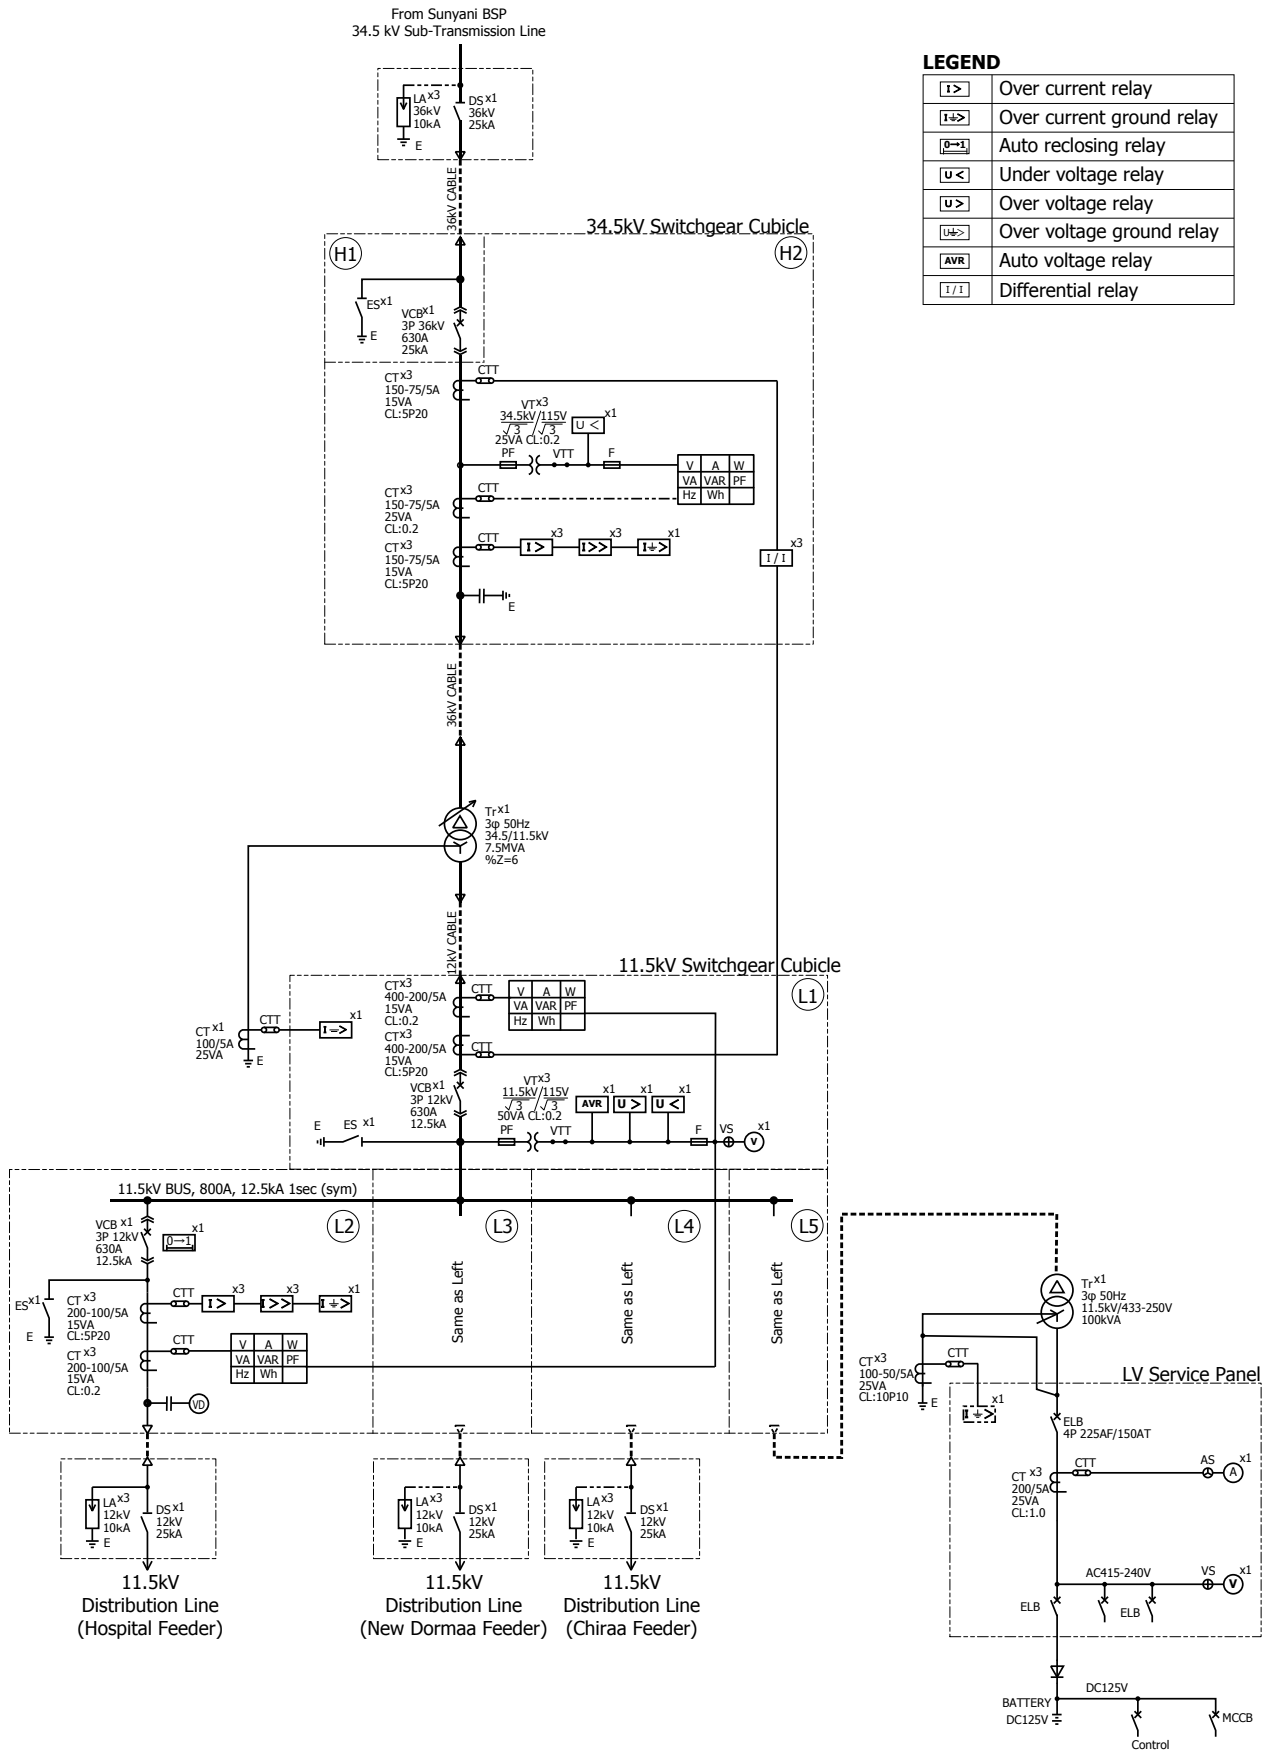 From Sunyani BSP
34.5 kV Sub-Transmission Line
LA x3
36kV
10kA
E
DS x1
36kV
25kA
36kV CABLE
LEGEND
I> Over current relay
I⏚> Over current ground relay
0→1 Auto reclosing relay
U< Under voltage relay
U> Over voltage relay
U⏚> Over voltage ground relay
AVR Auto voltage relay
I / I Differential relay
34.5kV Switchgear Cubicle
H1
H2
ES x1
E
VCB x1
3P 36kV
630A
25kA
CT x3
150-75/5A
15VA
CL:5P20
CTT
VT x3
34.5kV/115V
√3 / √3
25VA CL:0.2
U < x1
PF
VTT
F
V A W
VA VAR PF
Hz Wh
CT x3
150-75/5A
25VA
CL:0.2
CTT
CT x3
150-75/5A
15VA
CL:5P20
CTT
I > x3
I >> x3
I ⏚> x1
I / I x3
E
36kV CABLE
Tr x1
3φ 50Hz
34.5/11.5kV
7.5MVA
%Z=6
12kV CABLE
11.5kV Switchgear Cubicle
L1
CT x3
400-200/5A
15VA
CL:0.2
CTT
V A W
VA VAR PF
Hz Wh
CT x1
100/5A
25VA
CTT
E
I ⏚> x1
CT x3
400-200/5A
15VA
CL:5P20
CTT
VCB x1
3P 12kV
630A
12.5kA
VT x3
11.5kV/115V
√3 / √3
50VA CL:0.2
AVR x1
U > x1
U < x1
E
ES x1
PF
VTT
F
VS
V x1
11.5kV BUS, 800A, 12.5kA 1sec (sym)
L2
L3
L4
L5
VCB x1
3P 12kV
630A
12.5kA
0→1 x1
ES x1
E
CT x3
200-100/5A
15VA
CL:5P20
CTT
I > x3
I >> x3
I ⏚> x1
CT x3
200-100/5A
15VA
CL:0.2
CTT
V A W
VA VAR PF
Hz Wh
VD
Same as Left
Same as Left
Same as Left
LA x3
12kV
10kA
E
DS x1
12kV
25kA
LA x3
12kV
10kA
E
DS x1
12kV
25kA
LA x3
12kV
10kA
E
DS x1
12kV
25kA
11.5kV
Distribution Line
(Hospital Feeder)
11.5kV
Distribution Line
(New Dormaa Feeder)
11.5kV
Distribution Line
(Chiraa Feeder)
Tr x1
3φ 50Hz
11.5kV/433-250V
100kVA
CT x3
100-50/5A
25VA
CL:10P10
CTT
E
I ⏚> x1
LV Service Panel
ELB
4P 225AF/150AT
CT x3
200/5A
25VA
CL:1.0
CTT
AS
A x1
AC415-240V
VS
V x1
ELB
ELB
DC125V
BATTERY
DC125V
MCCB
Control